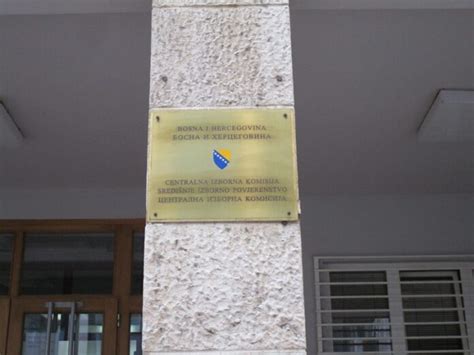 BOSNA I HERCEGOVINA
БОСНА И ХЕРЦЕГОВИНА
CENTRALNA IZBORNA KOMISIJA
SREDIŠNJE IZBORNO POVJERENSTVO
ЦЕНТРАЛНА ИЗБОРНА КОМИСИЈА